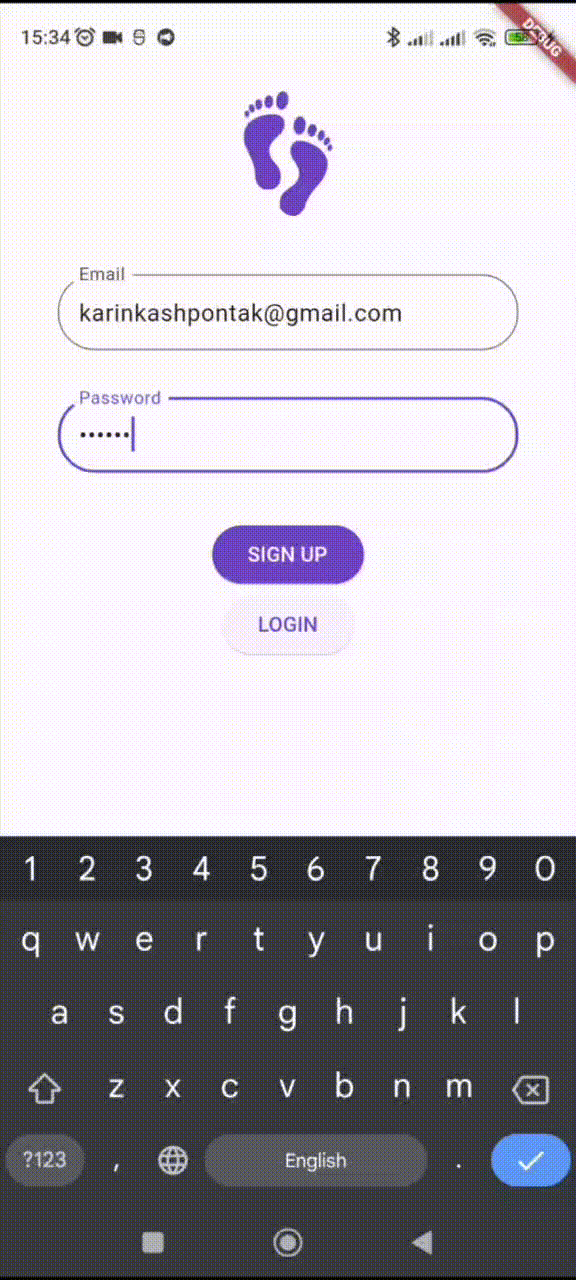 15:34
DEBUG
Email
karinkashpontak@gmail.com
Password
••••••
SIGN UP
LOGIN
1 2 3 4 5 6 7 8 9 0
q w e r t y u i o p
a s d f g h j k l
z x c v b n m
?123 , English .